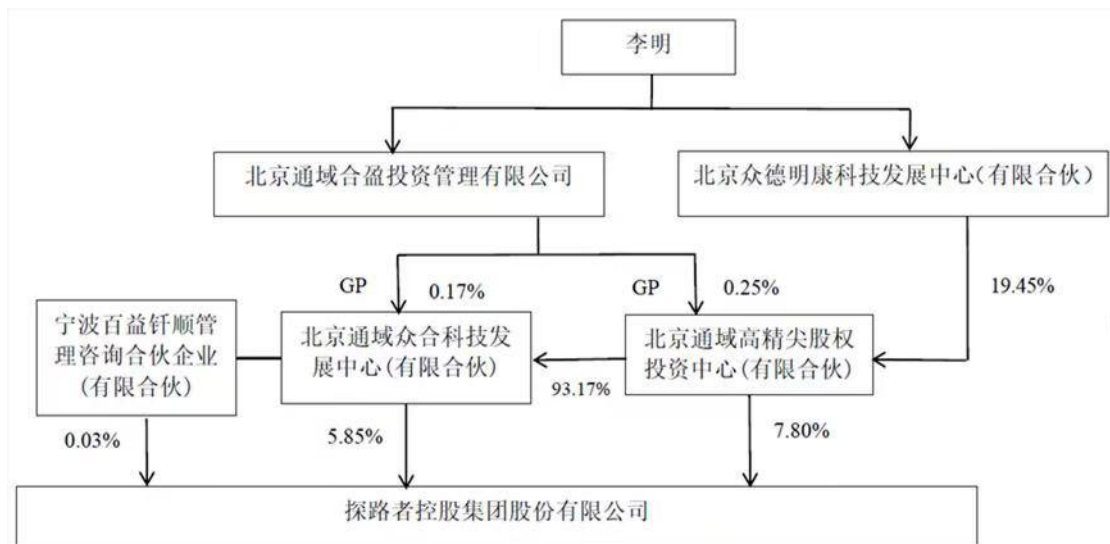 李明
北京通域合盈投资管理有限公司
北京众德明康科技发展中心（有限合伙）
GP
0.17%
GP
0.25%
19.45%
宁波百益钎顺管
理咨询合伙企业
(有限合伙)
北京通域众合科技发
展中心(有限合伙)
93.17%
北京通域高精尖股权
投资中心(有限合伙)
0.03%
5.85%
7.80%
探路者控股集团股份有限公司